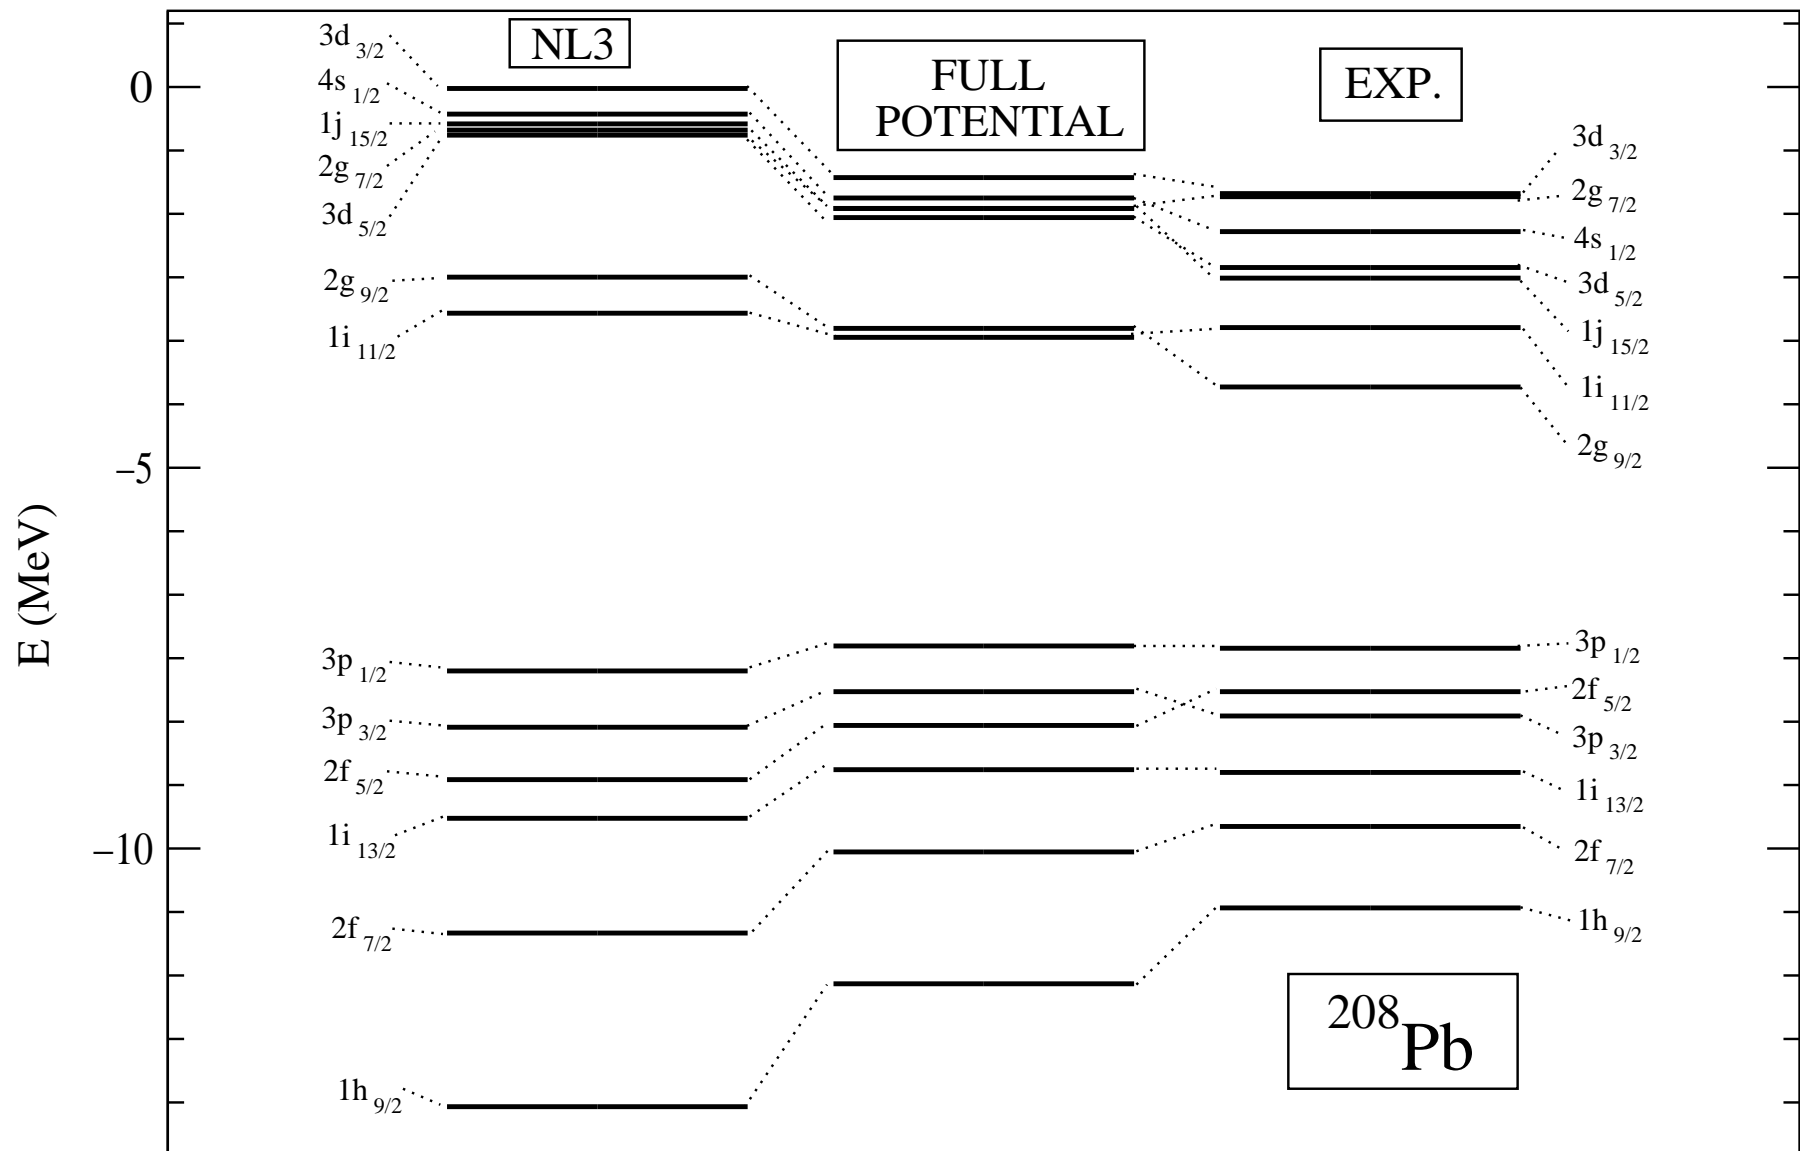 NL3
FULL
POTENTIAL
EXP.
E (MeV)
0
−5
−10
3d 3/2
4s 1/2
1j 15/2
2g 7/2
3d 5/2
2g 9/2
1i 11/2
3p 1/2
3p 3/2
2f 5/2
1i 13/2
2f 7/2
1h 9/2
3d 3/2
2g 7/2
4s 1/2
3d 5/2
1j 15/2
1i 11/2
2g 9/2
3p 1/2
2f 5/2
3p 3/2
1i 13/2
2f 7/2
1h 9/2
208Pb